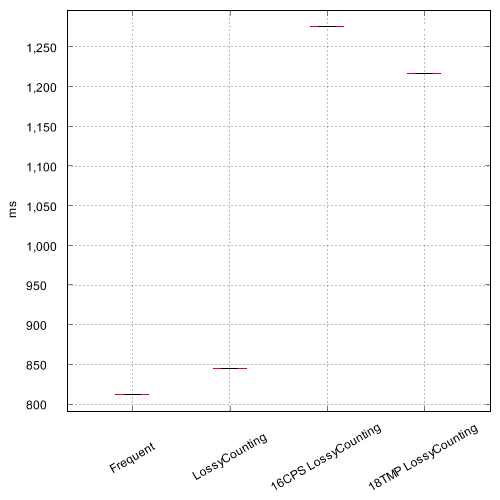 1,250
1,200
1,150
1,100
1,050
1,000
950
900
850
800
ms
Frequent
LossyCounting
16CPS LossyCounting
18TMP LossyCounting